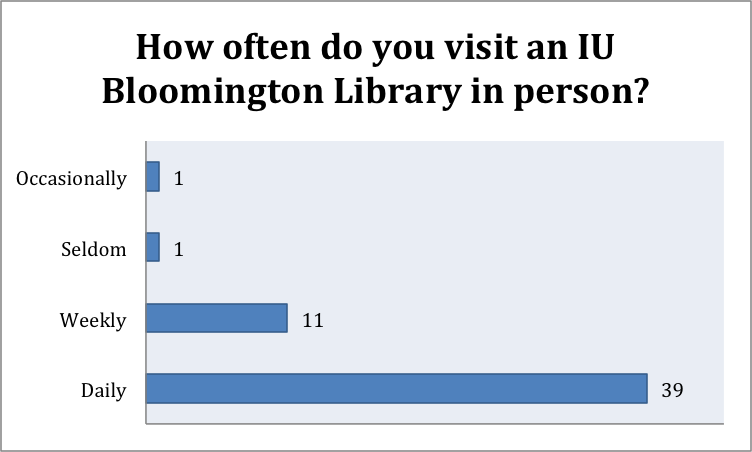 How often do you visit an IU
Bloomington Library in person?
Occasionally 1
Seldom 1
Weekly 11
Daily 39